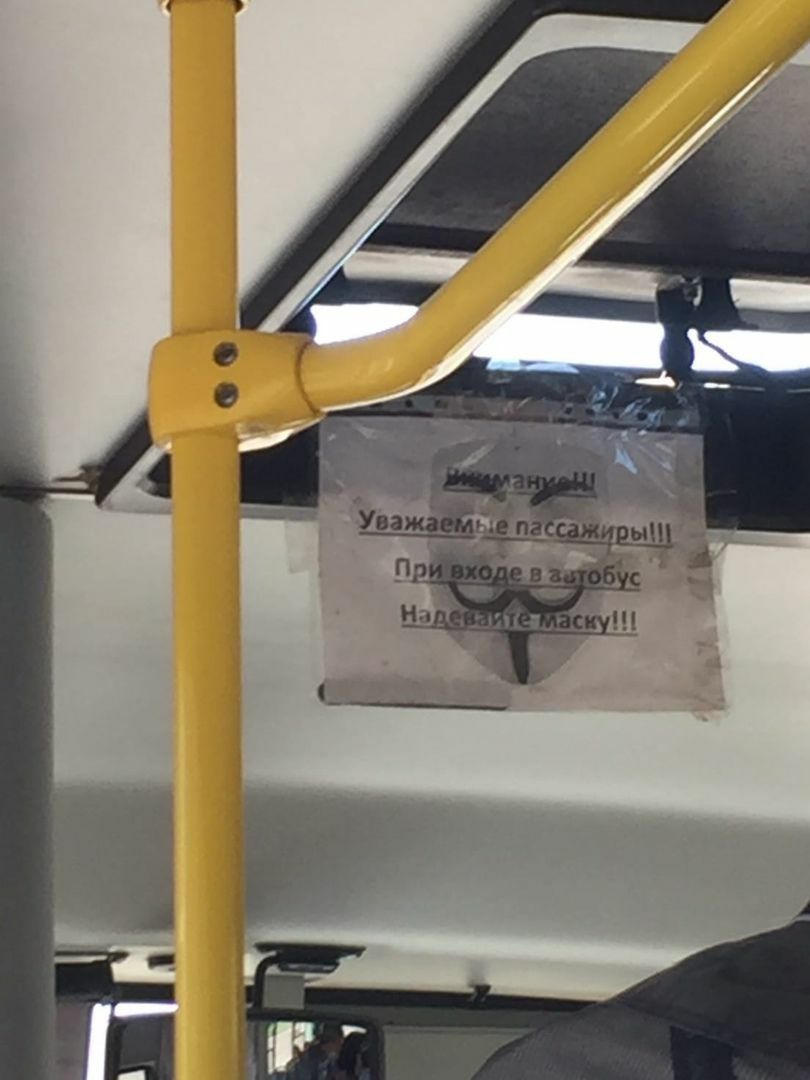 Внимание!!!
Уважаемые пассажиры!!!
При входе в автобус
Надевайте маску!!!